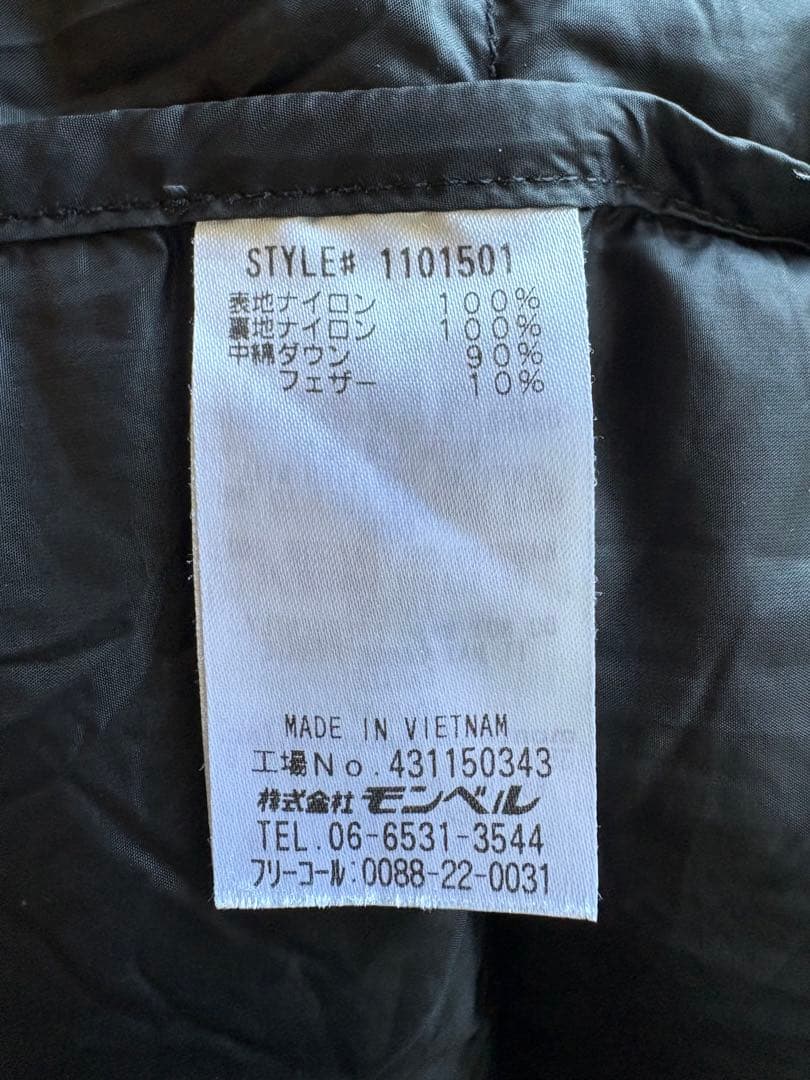 STYLE# 1101501
表地ナイロン 100%
裏地ナイロン 100%
中綿ダウン 90%
フェザー 10%
MADE IN VIETNAM
工場No.431150343
株式会社モンベル
TEL.06-6531-3544
フリーコール:0088-22-0031